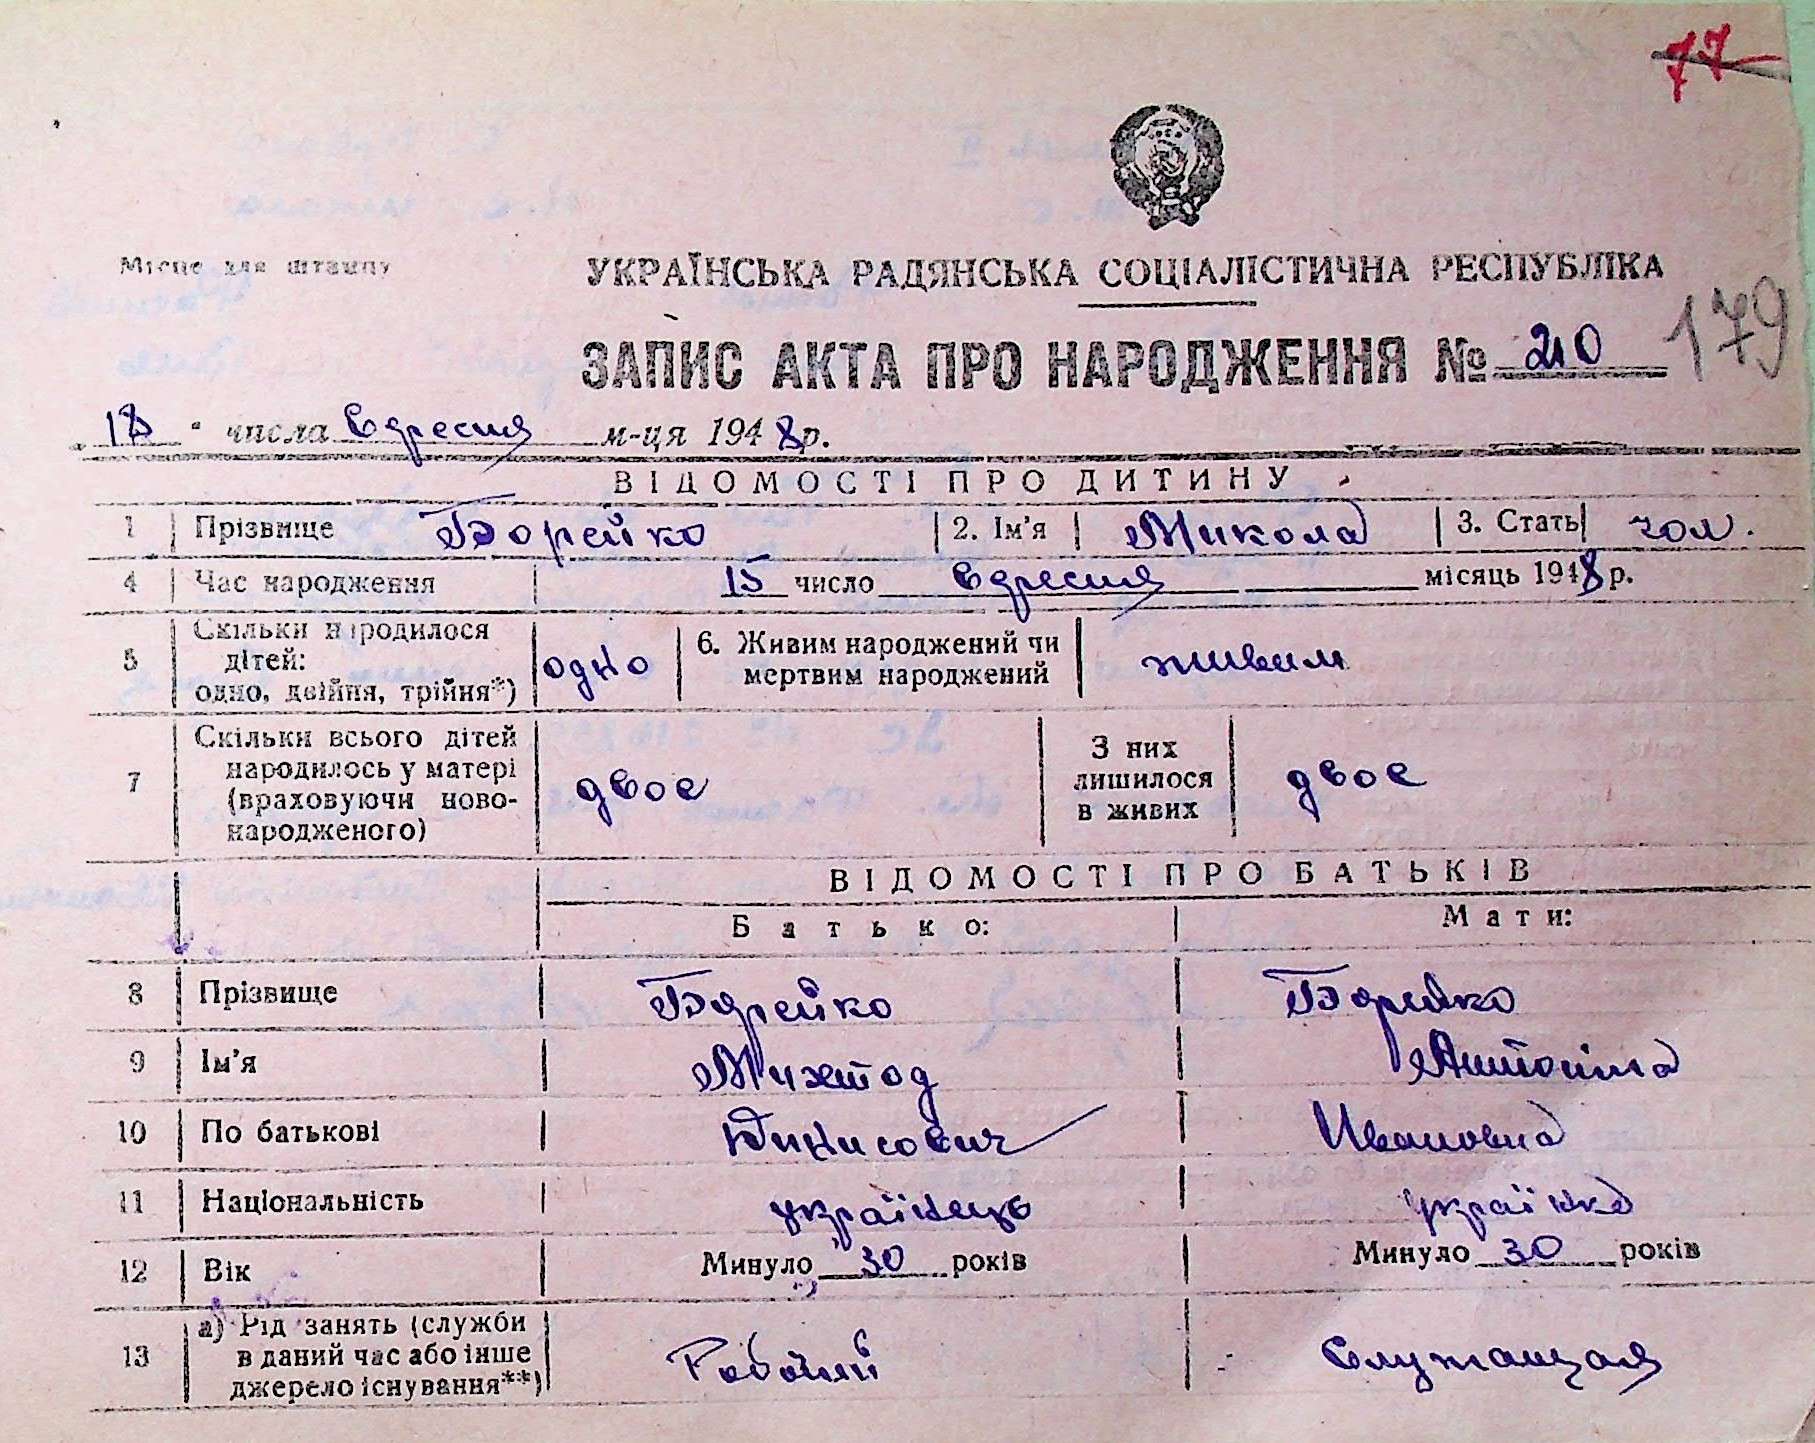 77
Місце для штампу
УКРАЇНСЬКА РАДЯНСЬКА СОЦІАЛІСТИЧНА РЕСПУБЛІКА
ЗАПИС АКТА ПРО НАРОДЖЕННЯ № 210 179
„ 18 " числа вересня м-ця 1948 р.
ВІДОМОСТІ ПРО ДИТИНУ
1 Прізвище Борейко 2. Ім'я Микола 3. Стать чол.
4 Час народження 15 число вересня місяць 1948 р.
5 Скільки народилося дітей: одно, двійня, трійня*) одно 6. Живим народжений чи мертвим народжений живим
7 Скільки всього дітей народилось у матері (враховуючи ново-народженого) двоє З них лишилося в живих двоє
ВІДОМОСТІ ПРО БАТЬКІВ
Батько: Мати:
8 Прізвище Борейко Борейко
9 Ім'я Антоніна
10 По батькові Ивановна
11 Національність українець українка
12 Вік Минуло 30 років Минуло 30 років
13 а) Рід занять (служби в даний час або інше джерело існування**) Служащая